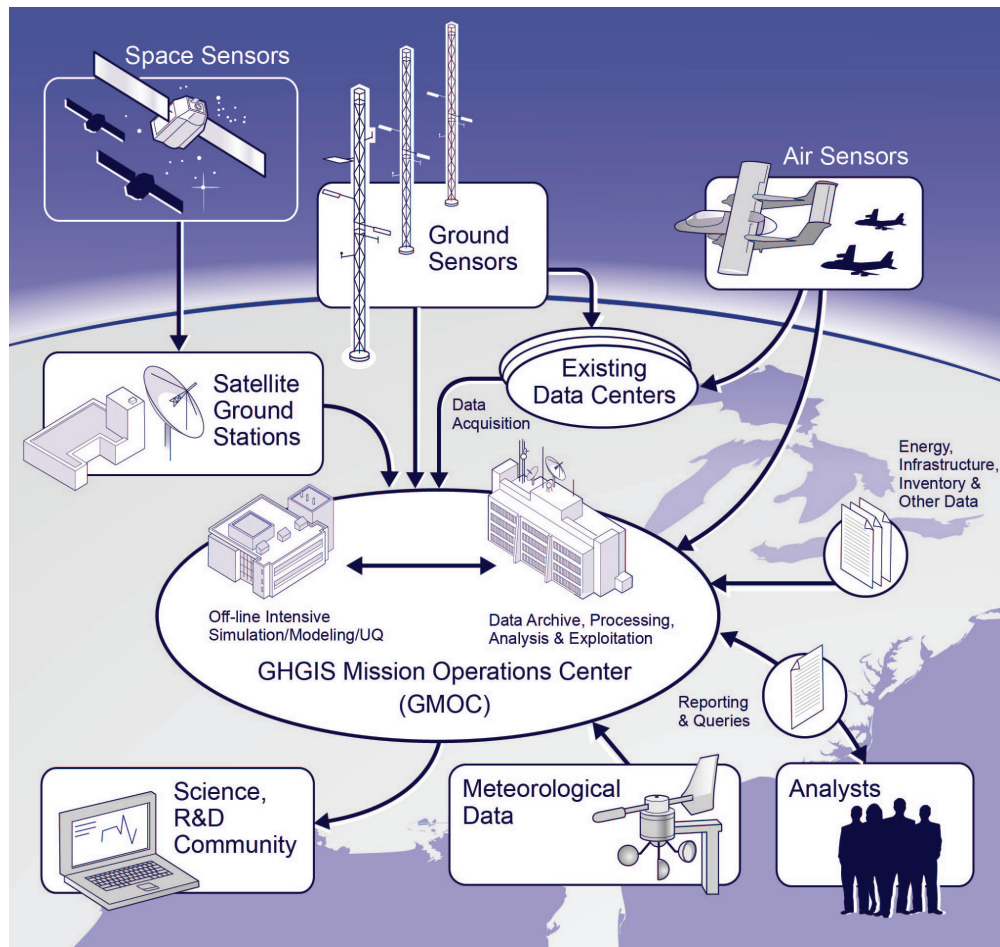 Space Sensors
Ground
Sensors
Air Sensors
Satellite
Ground
Stations
Existing
Data Centers
Data
Acquisition
Energy,
Infrastructure,
Inventory &
Other Data
Off-line Intensive
Simulation/Modeling/UQ
Data Archive, Processing,
Analysis & Exploitation
GHGIS Mission Operations Center
(GMOC)
Reporting
& Queries
Science,
R&D
Community
Meteorological
Data
Analysts